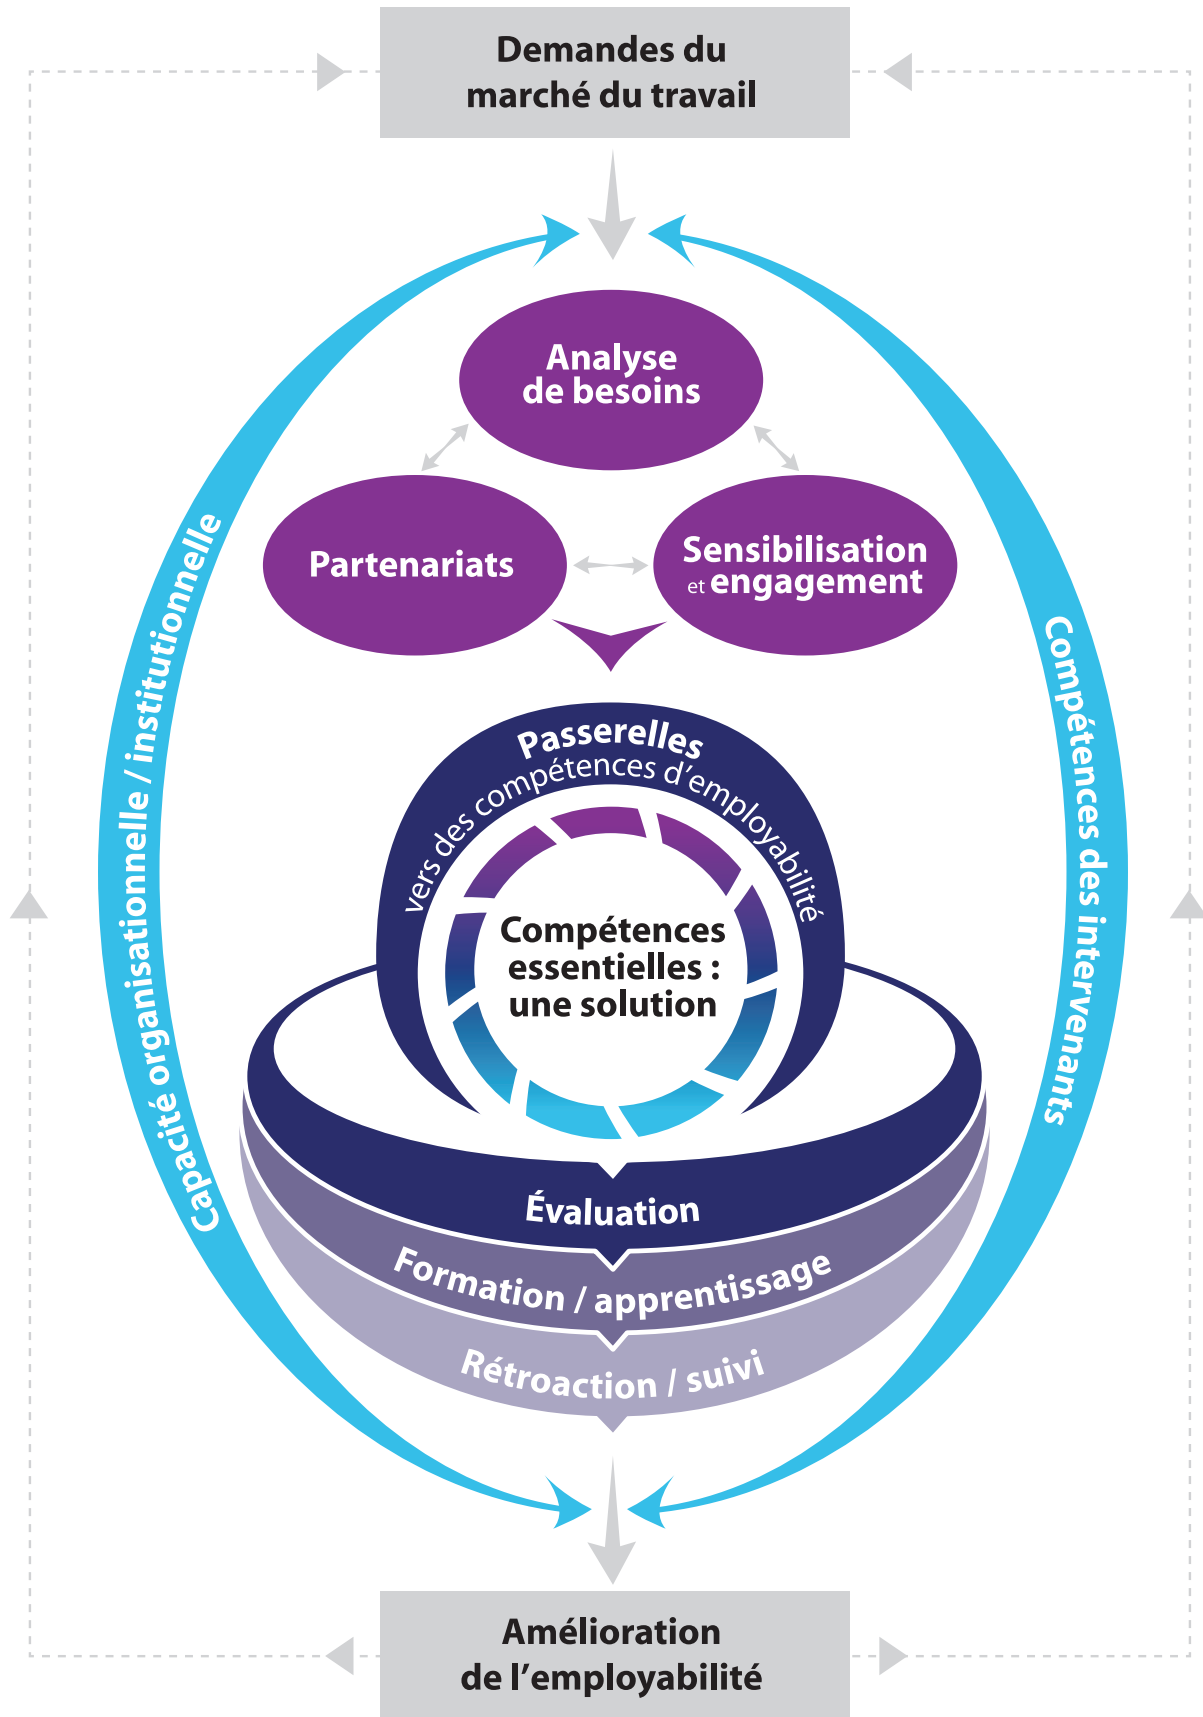 Demandes du
marché du travail
Analyse
de besoins
Partenariats
Sensibilisation
et engagement
Capacité organisationnelle / institutionnelle
Compétences des intervenants
Passerelles
vers des compétences d'employabilité
Compétences
essentielles :
une solution
Évaluation
Formation / apprentissage
Rétroaction / suivi
Amélioration
de l'employabilité